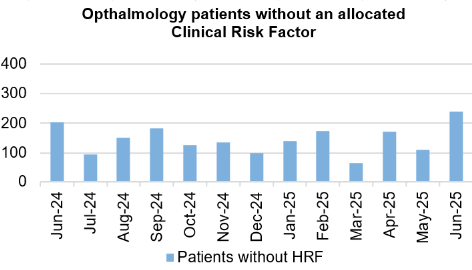 Opthalmology patients without an allocated
Clinical Risk Factor
400
300
200
100
0
Jun-24
Jul-24
Aug-24
Sep-24
Oct-24
Nov-24
Dec-24
Jan-25
Feb-25
Mar-25
Apr-25
May-25
Jun-25
Patients without HRF